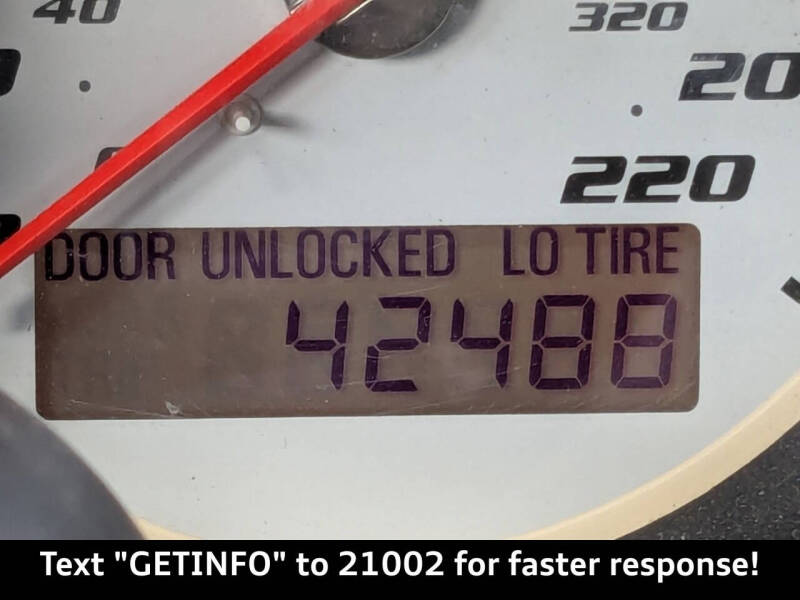 40
320
20
220
DOOR UNLOCKED LO TIRE
42488
Text "GETINFO" to 21002 for faster response!